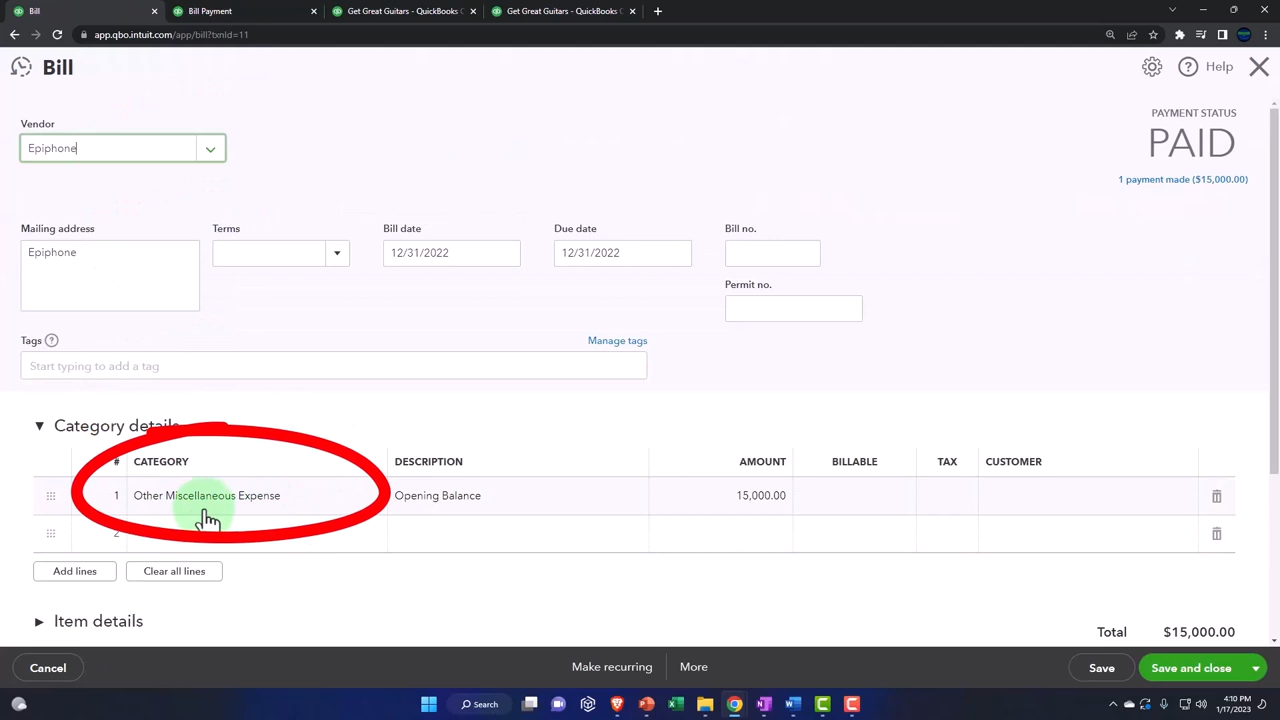 Bill
Bill Payment
Get Great Guitars - QuickBooks C
Get Great Guitars - QuickBooks C
app.qbo.intuit.com/app/bill?txnId=11
Bill
Help
Vendor
Epiphone
PAYMENT STATUS
PAID
1 payment made ($15,000.00)
Mailing address
Terms
Bill date
Due date
Bill no.
Epiphone
12/31/2022
12/31/2022
Permit no.
Tags ?
Manage tags
Start typing to add a tag
Category details
# CATEGORY DESCRIPTION AMOUNT BILLABLE TAX CUSTOMER
1 Other Miscellaneous Expense Opening Balance 15,000.00
2
Add lines
Clear all lines
Item details
Total $15,000.00
Cancel
Make recurring
More
Save
Save and close
Search
4:10 PM
1/17/2023